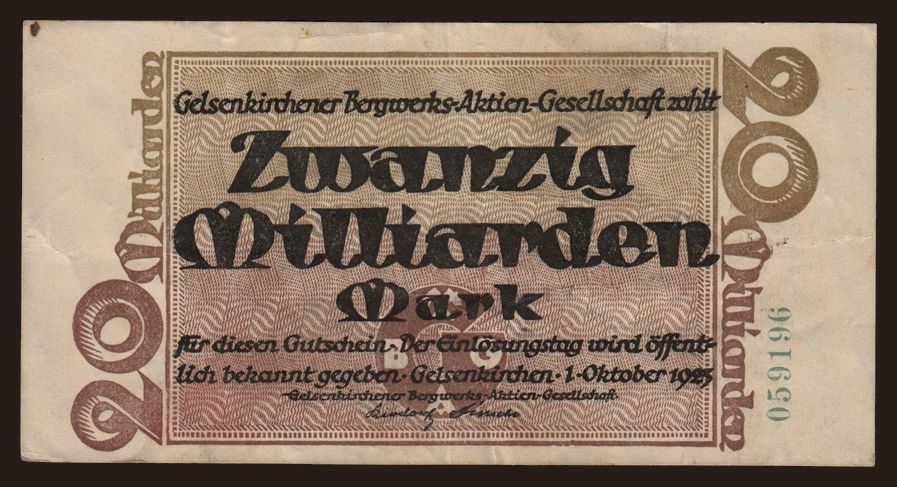 Gelsenkirchener Bergwerks-Aktien-Gesellschaft zahlt
Zwanzig
Milliarden
Mark
für diesen Gutschein · Der Einlösungstag wird öffent-
lich bekannt gegeben · Gelsenkirchen · 1 · Oktober 1923
Gelsenkirchener Bergwerks-Aktien-Gesellschaft.
20 Milliarden
20 Milliarden
B G
059196